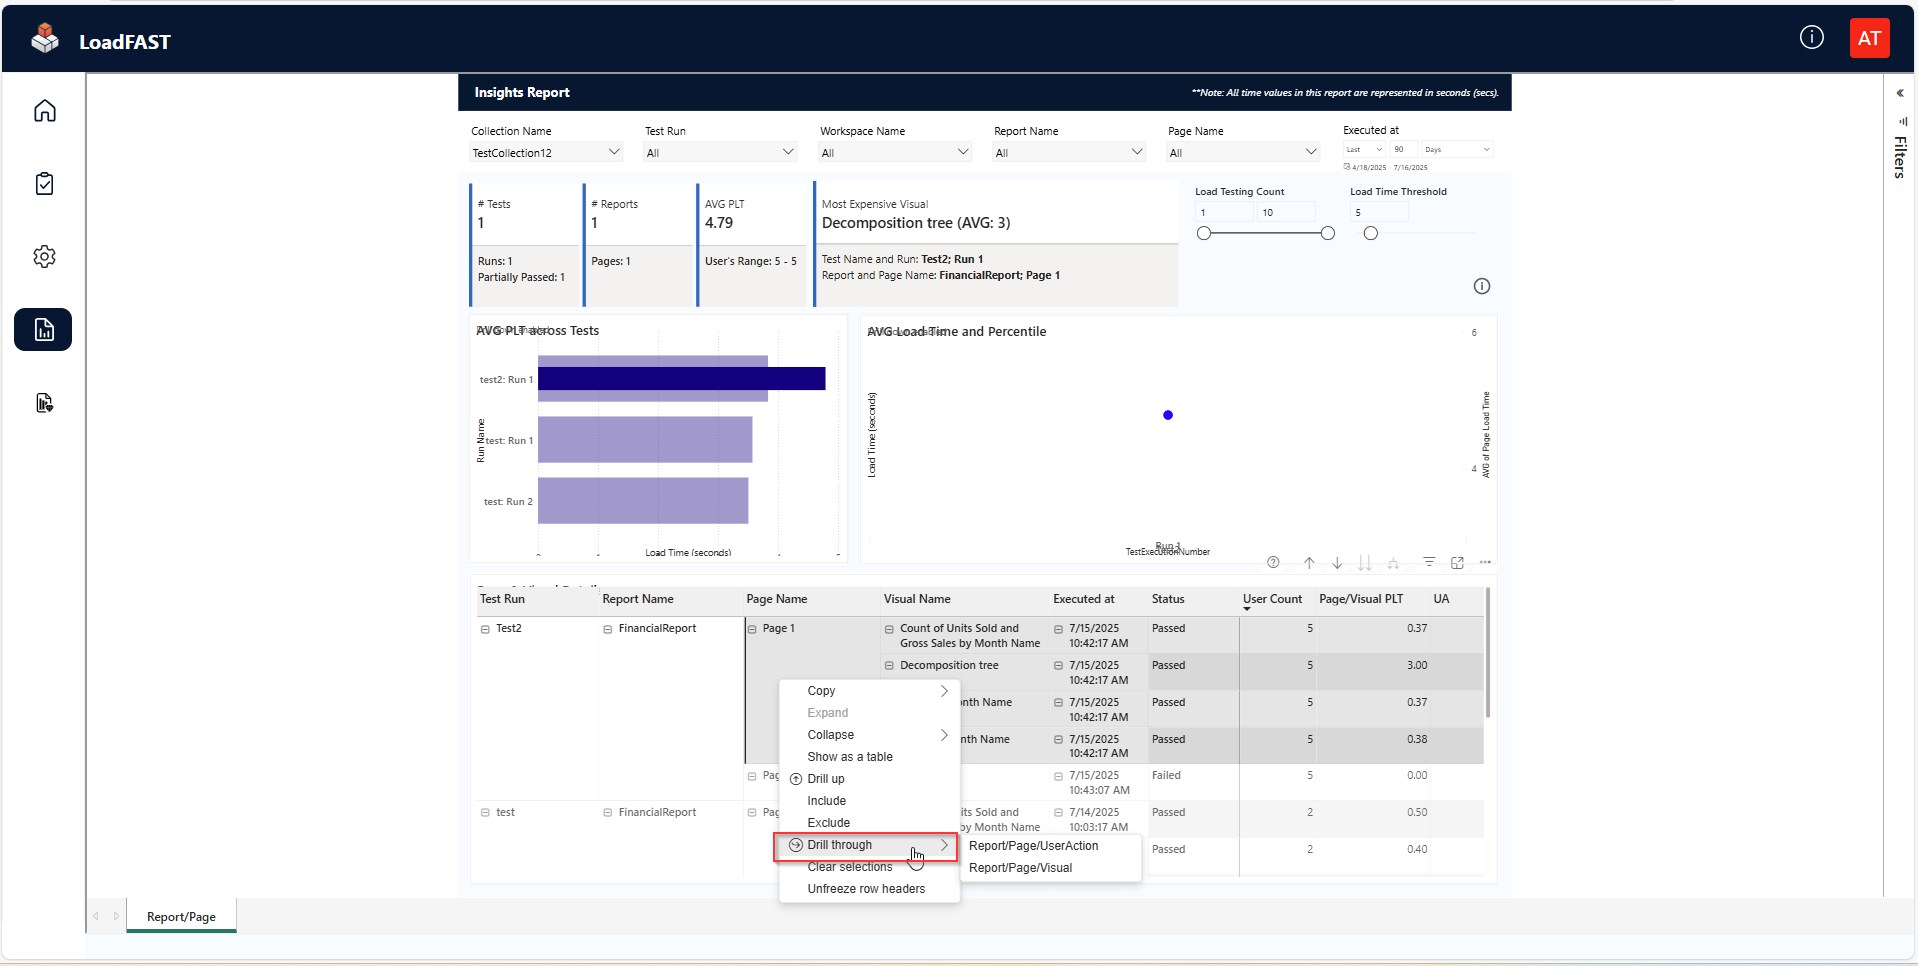 LoadFAST
AT
Insights Report
**Note: All time values in this report are represented in seconds (secs).
Filters
Collection Name
TestCollection12
Test Run
All
Workspace Name
All
Report Name
All
Page Name
All
Executed at
Last
90
Days
4/18/2025 - 7/16/2025
# Tests
1
Runs: 1
Partially Passed: 1
# Reports
1
Pages: 1
AVG PLT
4.79
User's Range: 5 - 5
Most Expensive Visual
Decomposition tree (AVG: 3)
Test Name and Run: Test2; Run 1
Report and Page Name: FinancialReport; Page 1
Load Testing Count
1
10
Load Time Threshold
5
AVG PLT across Tests
Run Name
test2: Run 1
test: Run 1
test: Run 2
Load Time (seconds)
AVG Load Time and Percentile
Load Time (seconds)
6
4
AVG of Page Load Time
Run 1
TestExecutionNumber
Test Run Report Name Page Name Visual Name Executed at Status User Count Page/Visual PLT UA
Test2 FinancialReport Page 1 Count of Units Sold and 7/15/2025 Passed 5 0.37
Gross Sales by Month Name 10:42:17 AM
Decomposition tree 7/15/2025 Passed 5 3.00
10:42:17 AM
nth Name 7/15/2025 Passed 5 0.37
10:42:17 AM
nth Name 7/15/2025 Passed 5 0.38
10:42:17 AM
Pag 7/15/2025 Failed 5 0.00
10:43:07 AM
test FinancialReport Pag its Sold and 7/14/2025 Passed 2 0.50
by Month Name 10:03:17 AM
Passed 2 0.40
Copy
Expand
Collapse
Show as a table
Drill up
Include
Exclude
Drill through
Clear selections
Unfreeze row headers
Report/Page/UserAction
Report/Page/Visual
Report/Page